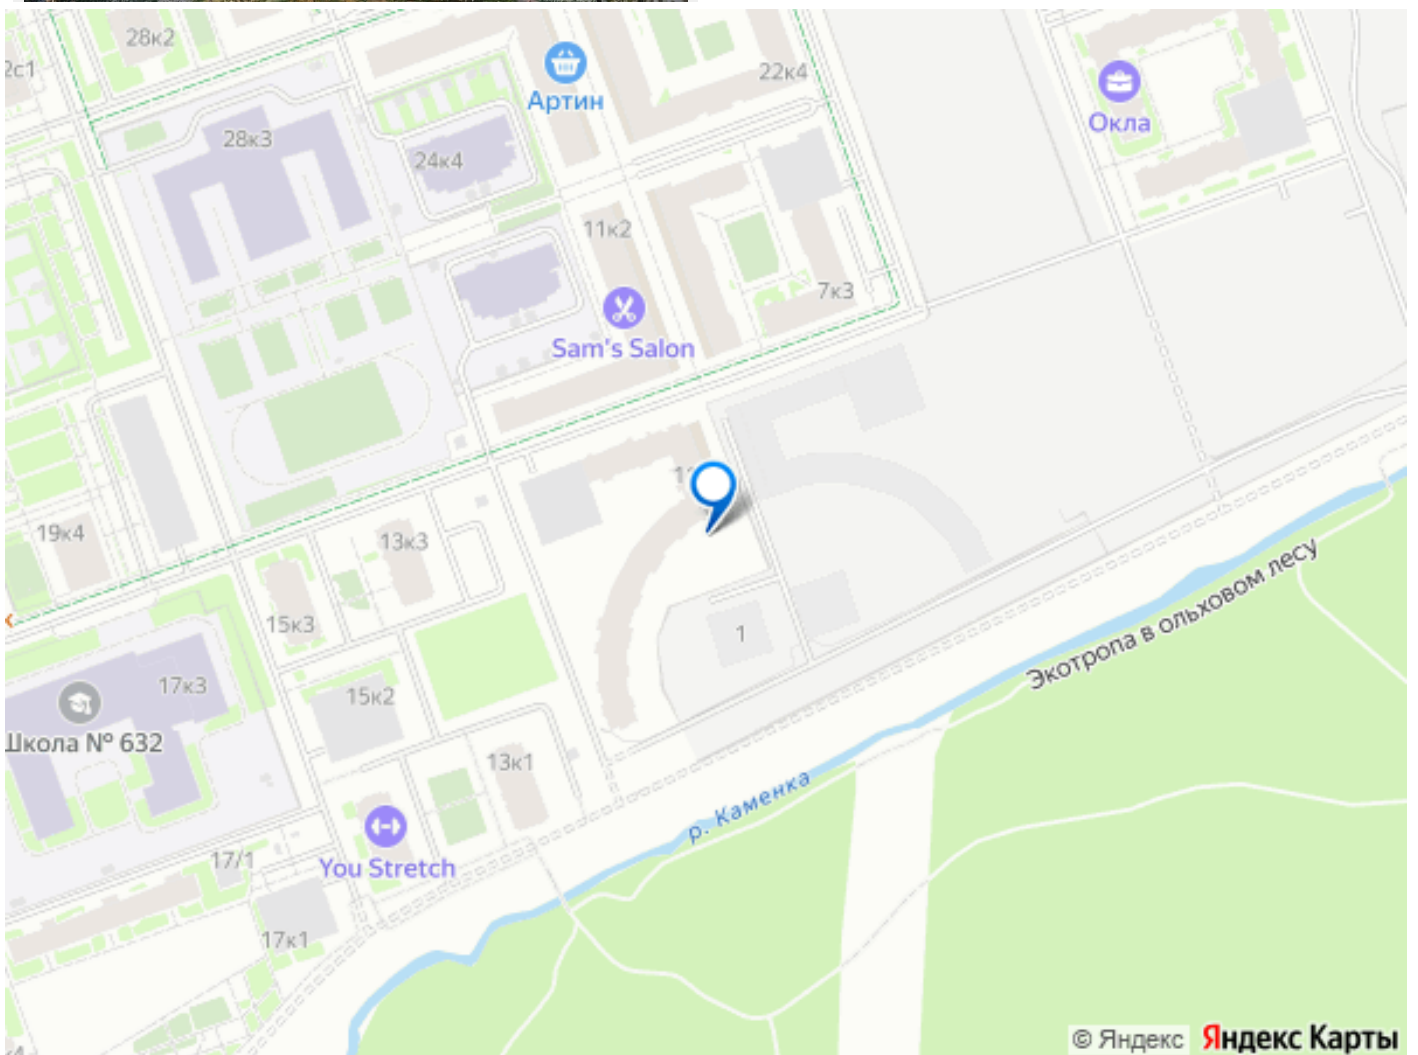 28к2
2с1
Артин
22к4
Окла
28к3
24к4
11к2
7к3
Sam's Salon
19к4
13к3
15к3
1
Экотропа в ольховом лесу
17к3
15к2
Школа № 632
13к1
р. Каменка
17/1
You Stretch
17к1
© Яндекс Яндекс Карты